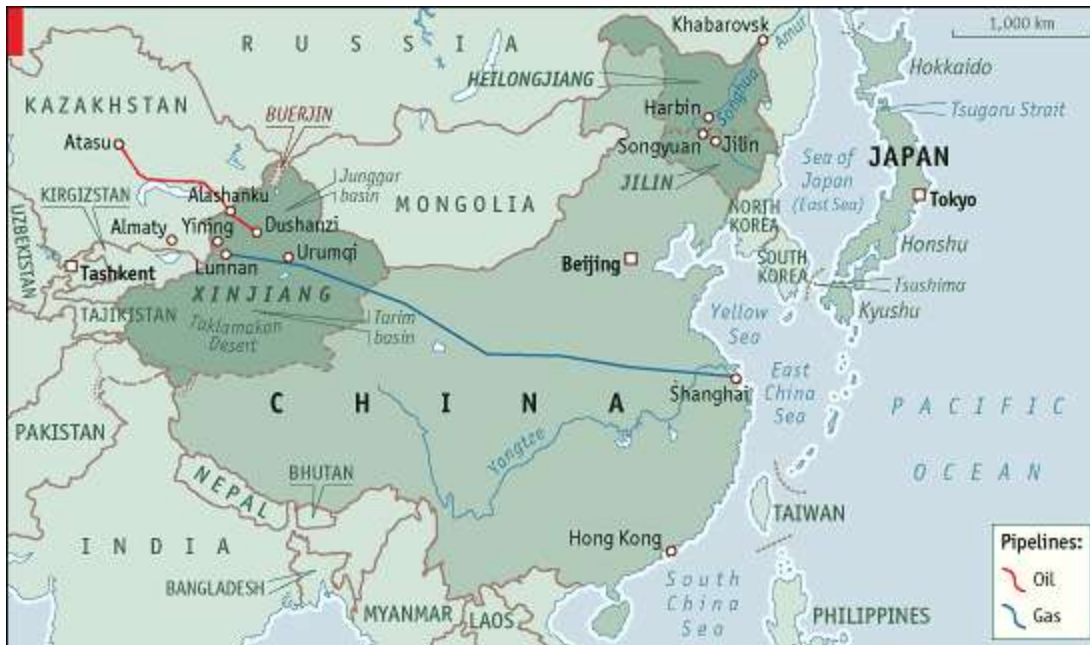 Khabarovsk
Amur
1,000 km
R U S S I A
HEILONGJIANG
Hokkaido
KAZAKHSTAN
Songhua
Harbin
Tsugaru Strait
BUERJIN
Atasu
Songyuan
Jilin
Sea of
Japan
(East Sea)
JAPAN
Junggar
basin
JILIN
KIRGIZSTAN
Alashanku
MONGOLIA
Tokyo
UZBEKISTAN
Almaty
Yining
Dushanzi
NORTH
KOREA
Honshu
Lunnan
Urumqi
Beijing
SOUTH
KOREA
Tashkent
Tsushima
XINJIANG
Kyushu
TAJIKISTAN
Taklamakan
Desert
Tarim
basin
Yellow
Sea
East
China
Sea
Shanghai
C H I N A
PACIFIC
OCEAN
PAKISTAN
Yangtze
NEPAL
BHUTAN
TAIWAN
Hong Kong
I N D I A
BANGLADESH
South
China
Sea
MYANMAR
LAOS
PHILIPPINES
Pipelines:
Oil
Gas